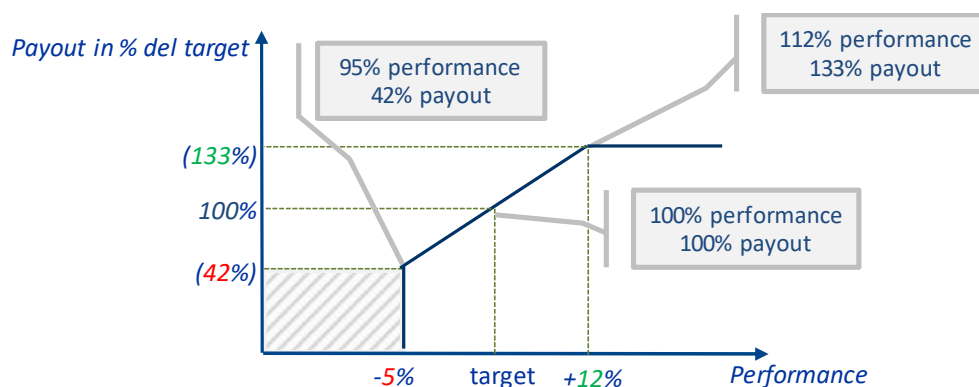 Payout in % del target
95% performance
42% payout
112% performance
133% payout
(133%)
100%
100% performance
100% payout
(42%)
-5%
target
+12%
Performance